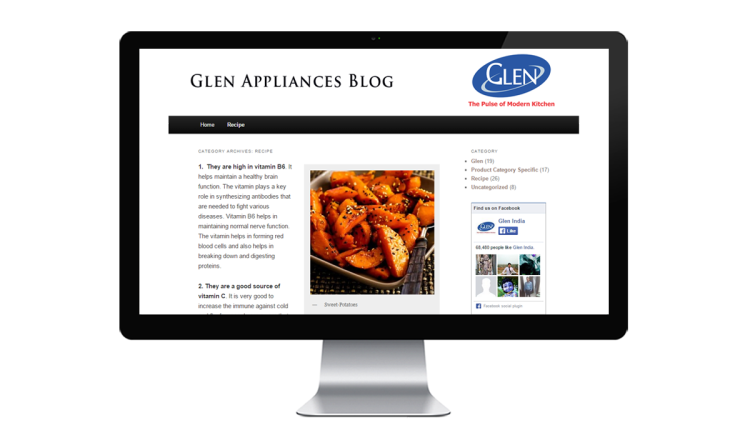 GLEN APPLIANCES BLOG
GLEN
The Pulse of Modern Kitchen
Home Recipe
CATEGORY ARCHIVES: RECIPE
1. They are high in vitamin B6. It
helps maintain a healthy brain
function. The vitamin plays a key
role in synthesizing antibodies that
are needed to fight various
diseases. Vitamin B6 helps in
maintaining normal nerve function.
The vitamin helps in forming red
blood cells and also helps in
breaking down and digesting
proteins.
2. They are a good source of
vitamin C. It is very good to
increase the immune against cold
— Sweet-Potatoes
CATEGORY
Glen (19)
Product Category Specific (17)
Recipe (26)
Uncategorized (8)
Find us on Facebook
GLEN
Glen India
Like
people like Glen India.
Facebook social plugin